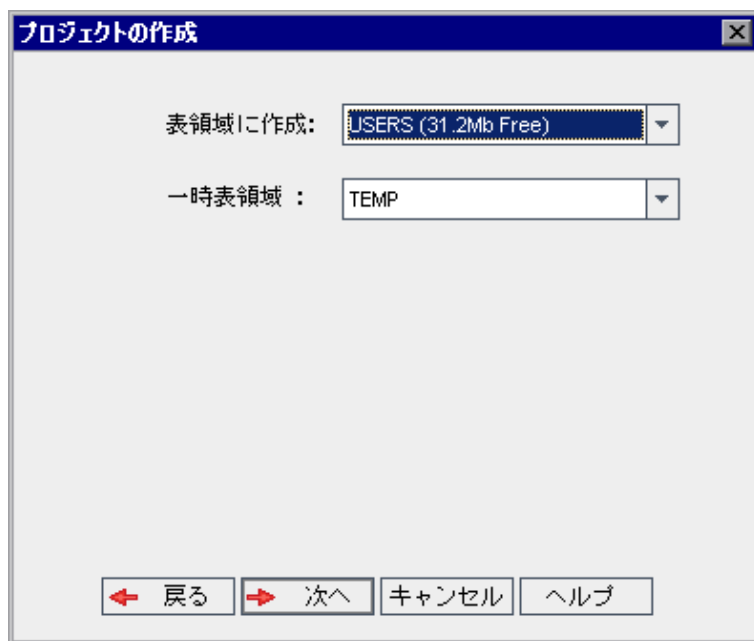 プロジェクトの作成
表領域に作成: USERS (31.2Mb Free)
一時表領域 : TEMP
戻る 次へ キャンセル ヘルプ